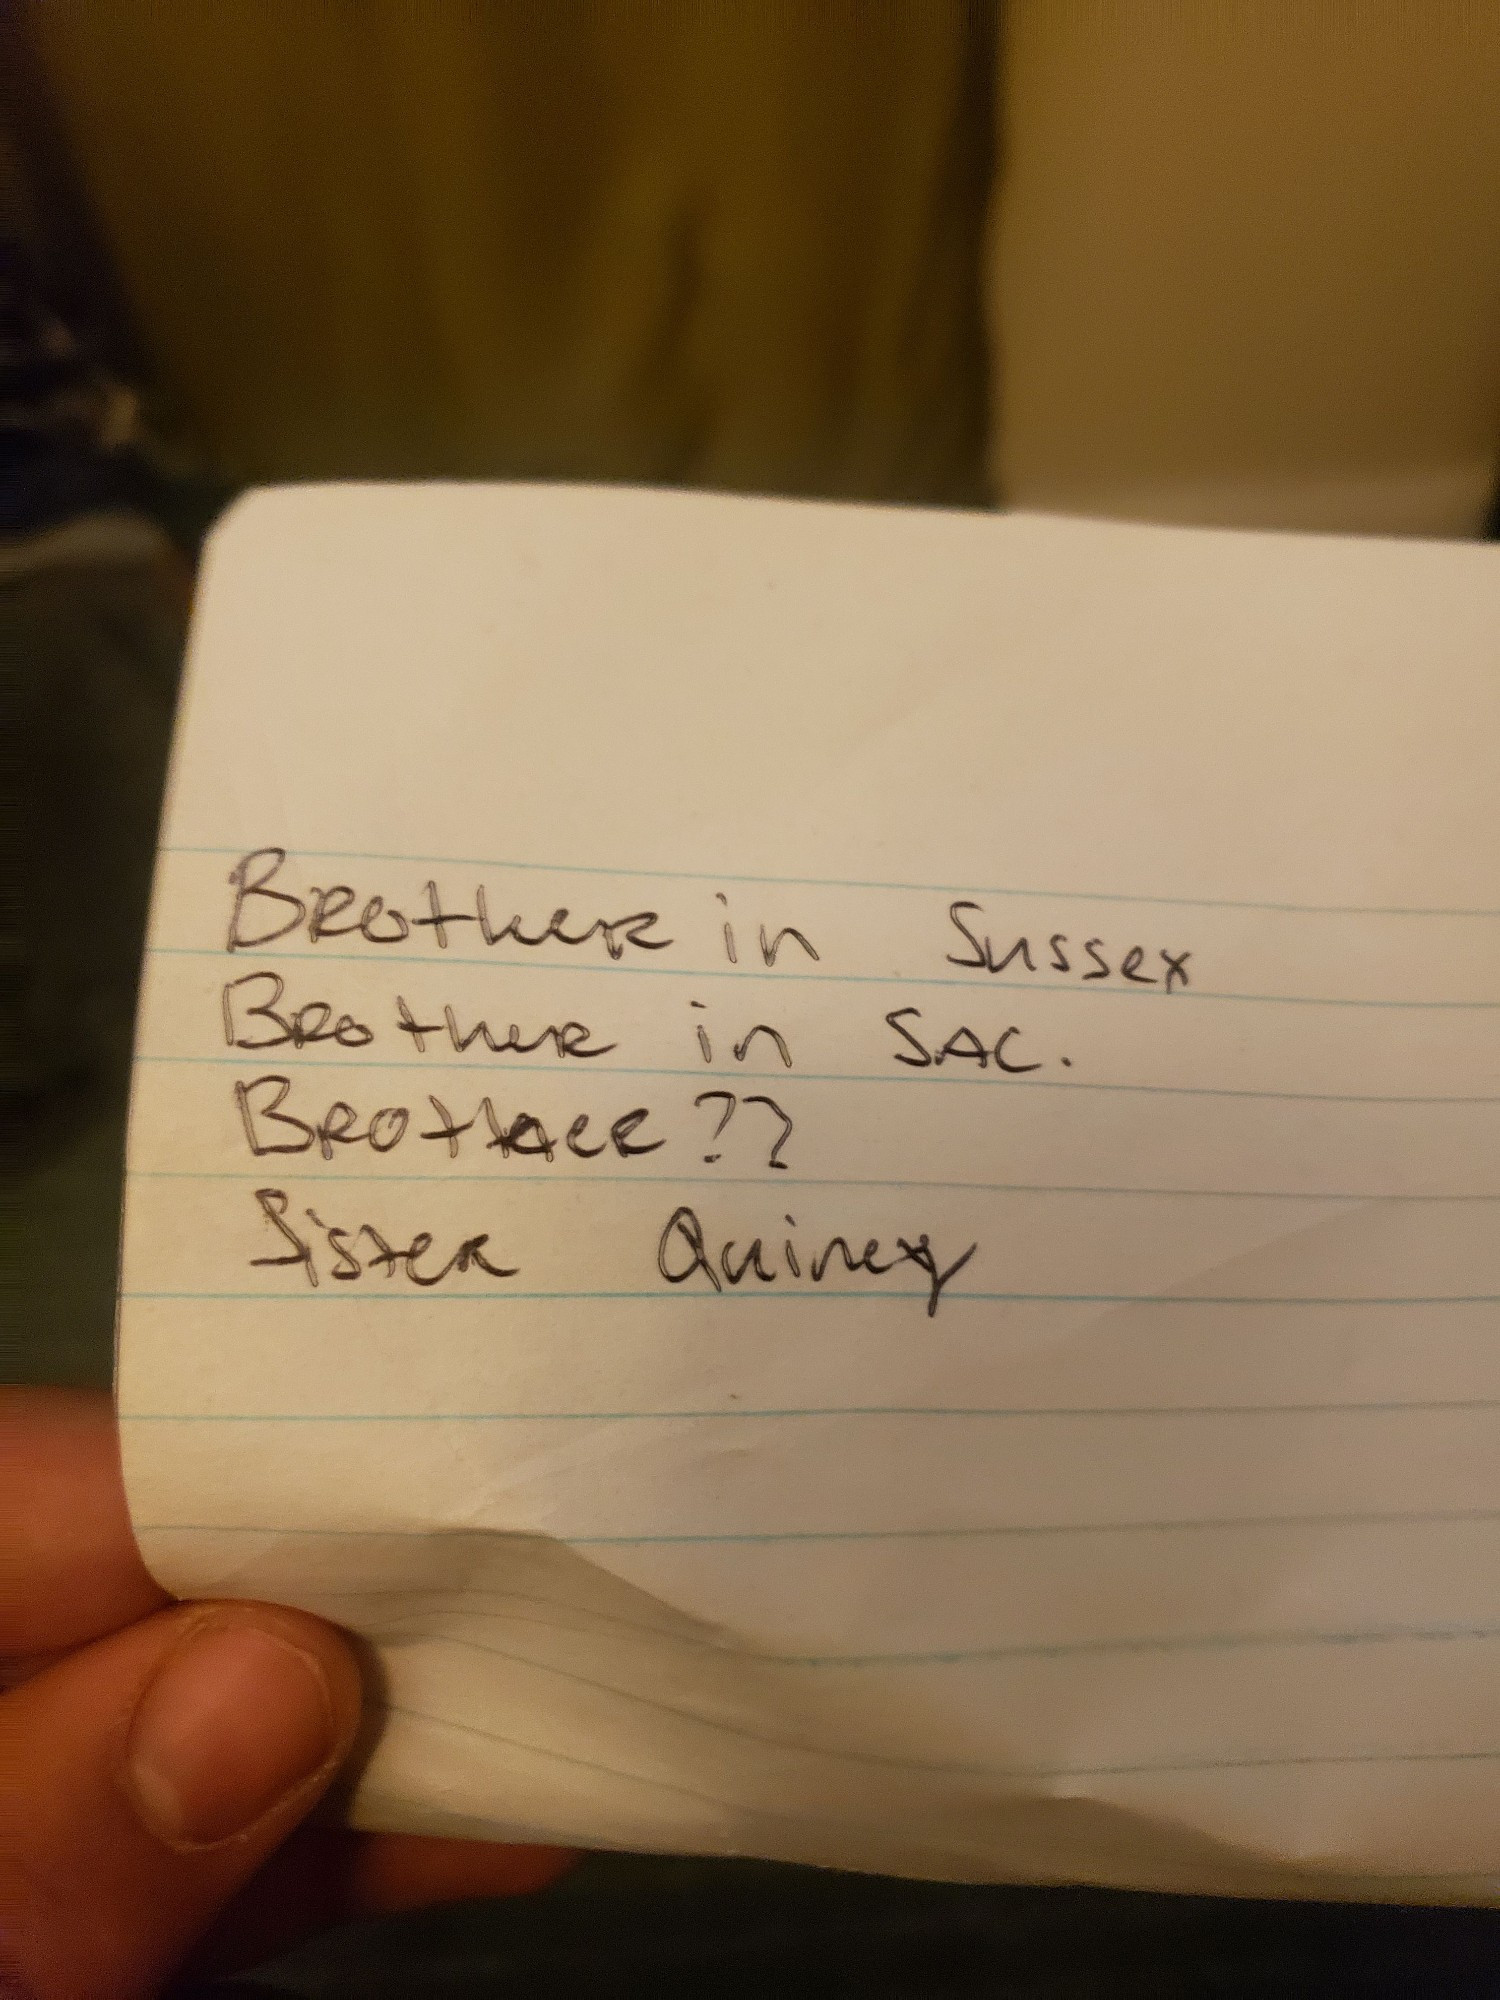 Brother in Sussex
Brother in SAC.
Brother ??
Sister Quincy